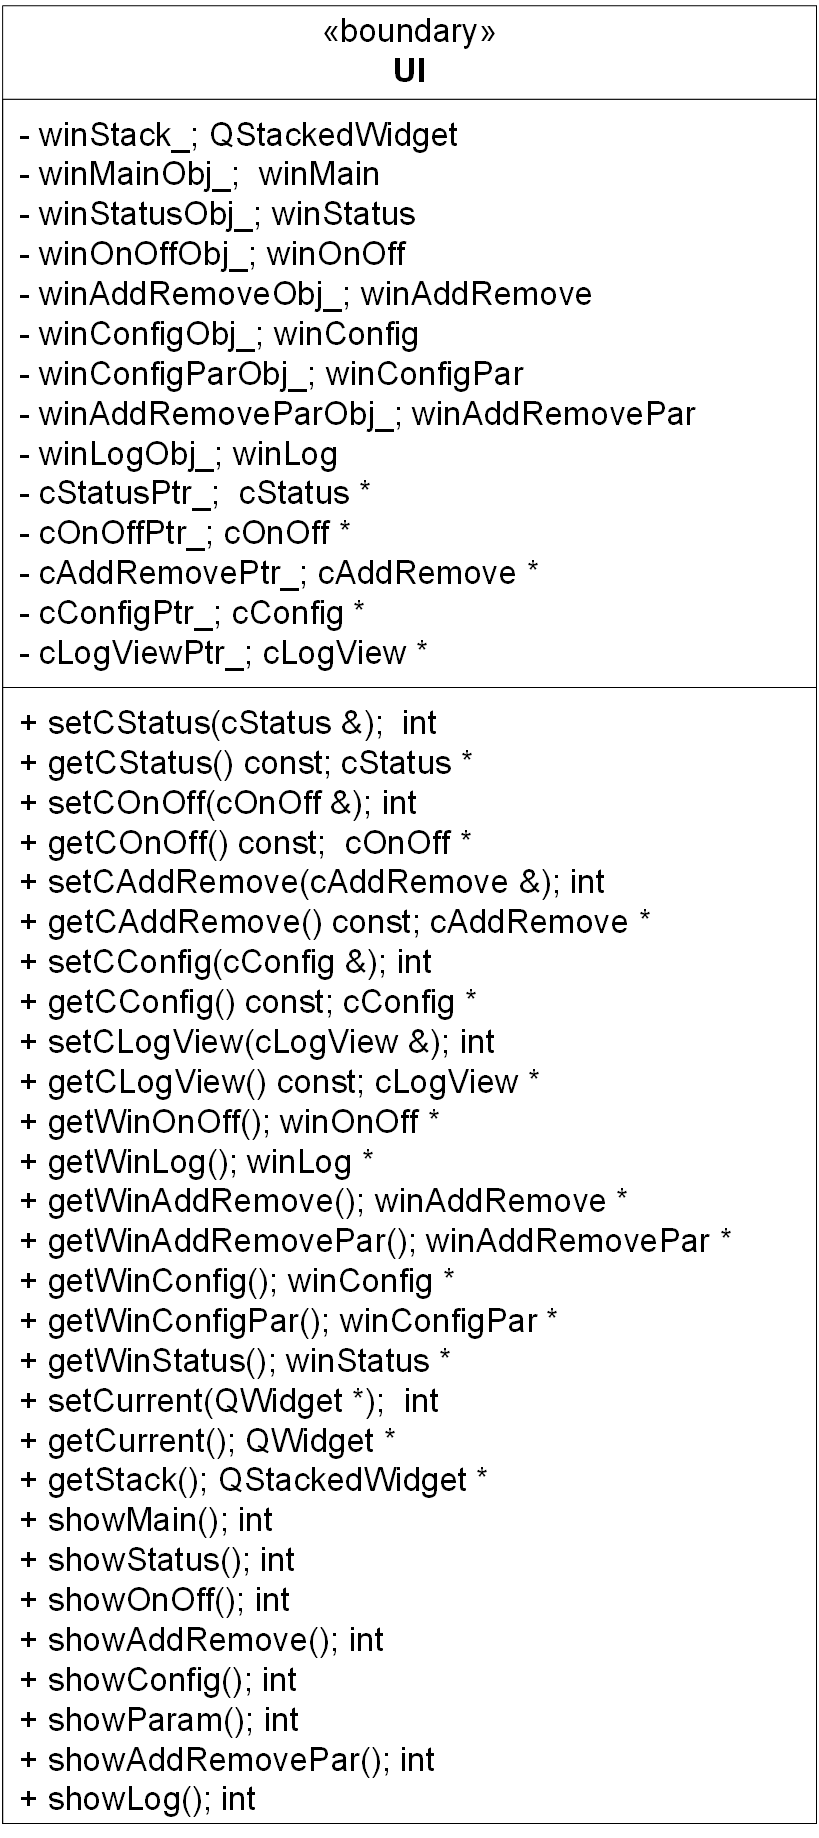 «boundary»
UI
- winStack_; QStackedWidget
- winMainObj_;  winMain
- winStatusObj_; winStatus
- winOnOffObj_; winOnOff
- winAddRemoveObj_; winAddRemove
- winConfigObj_; winConfig
- winConfigParObj_; winConfigPar
- winAddRemoveParObj_; winAddRemovePar
- winLogObj_; winLog
- cStatusPtr_;  cStatus *
- cOnOffPtr_; cOnOff *
- cAddRemovePtr_; cAddRemove *
- cConfigPtr_; cConfig *
- cLogViewPtr_; cLogView *
+ setCStatus(cStatus &);  int
+ getCStatus() const; cStatus *
+ setCOnOff(cOnOff &); int
+ getCOnOff() const;  cOnOff *
+ setCAddRemove(cAddRemove &); int
+ getCAddRemove() const; cAddRemove *
+ setCConfig(cConfig &); int
+ getCConfig() const; cConfig *
+ setCLogView(cLogView &); int
+ getCLogView() const; cLogView *
+ getWinOnOff(); winOnOff *
+ getWinLog(); winLog *
+ getWinAddRemove(); winAddRemove *
+ getWinAddRemovePar(); winAddRemovePar *
+ getWinConfig(); winConfig *
+ getWinConfigPar(); winConfigPar *
+ getWinStatus(); winStatus *
+ setCurrent(QWidget *);  int
+ getCurrent(); QWidget *
+ getStack(); QStackedWidget *
+ showMain(); int
+ showStatus(); int
+ showOnOff(); int
+ showAddRemove(); int
+ showConfig(); int
+ showParam(); int
+ showAddRemovePar(); int
+ showLog(); int